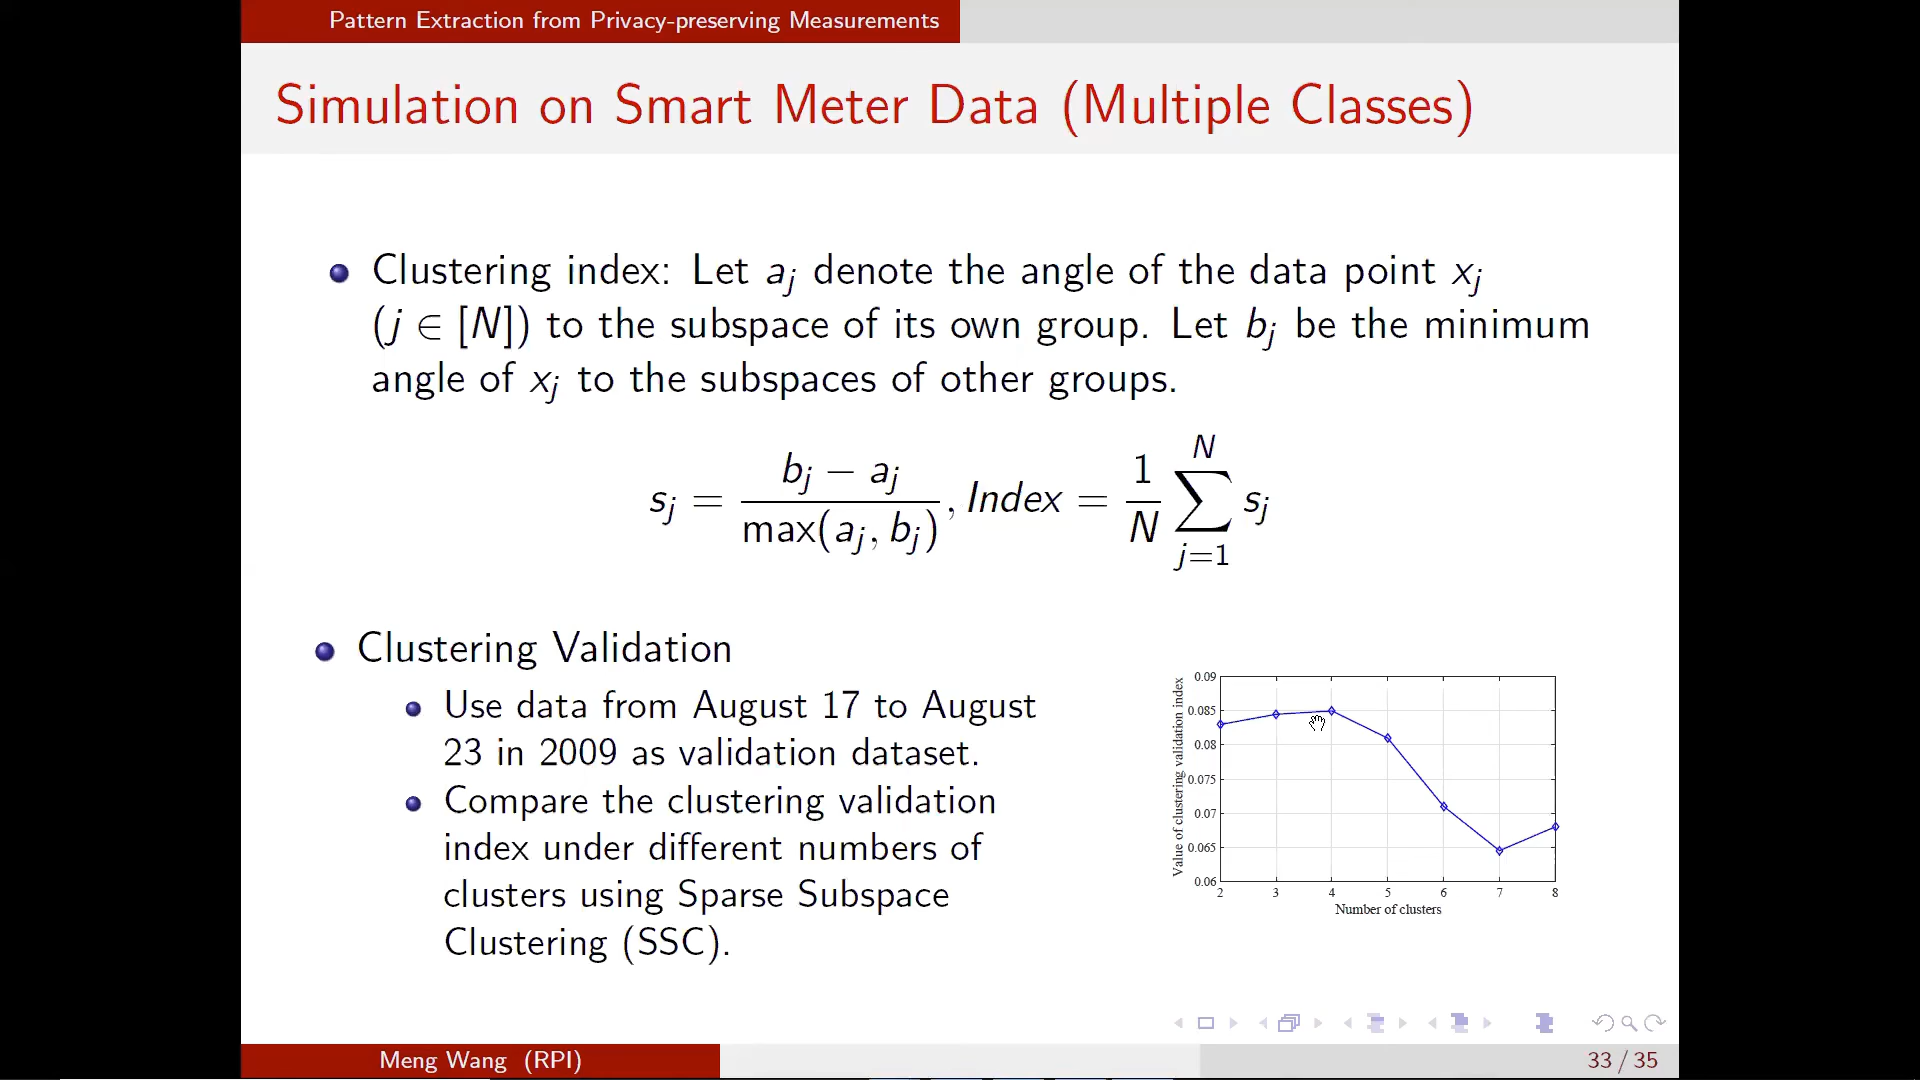 Pattern Extraction from Privacy-preserving Measurements
Simulation on Smart Meter Data (Multiple Classes)
Clustering index: Let a_j denote the angle of the data point x_j
(j ∈ [N]) to the subspace of its own group. Let b_j be the minimum
angle of x_j to the subspaces of other groups.
s_j = \frac{b_j − a_j}{max(a_j, b_j)}, Index = \frac{1}{N} \sum_{j=1}^{N} s_j
Clustering Validation
Use data from August 17 to August
23 in 2009 as validation dataset.
Compare the clustering validation
index under different numbers of
clusters using Sparse Subspace
Clustering (SSC).
Value of clustering validation index
0.09
0.085
0.08
0.075
0.07
0.065
0.06
2 3 4 5 6 7 8
Number of clusters
Meng Wang (RPI)
33 / 35